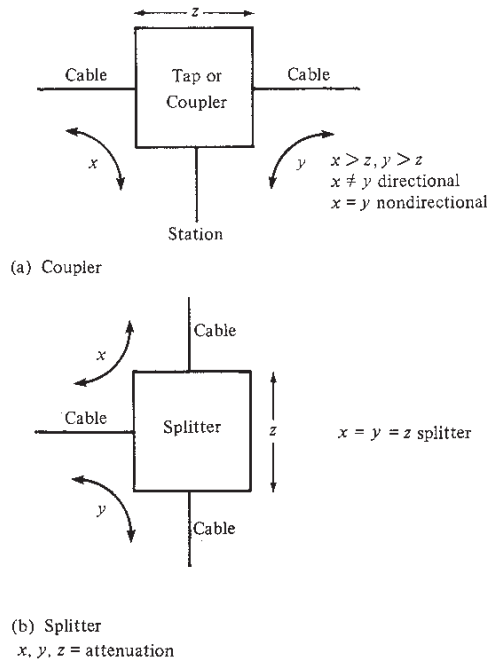 z
Cable
Tap or
Coupler
Cable
x
y
x > z, y > z
x ≠ y directional
x = y nondirectional
Station
(a) Coupler
Cable
x
Cable
Splitter
z
x = y = z splitter
y
Cable
(b) Splitter
x, y, z = attenuation